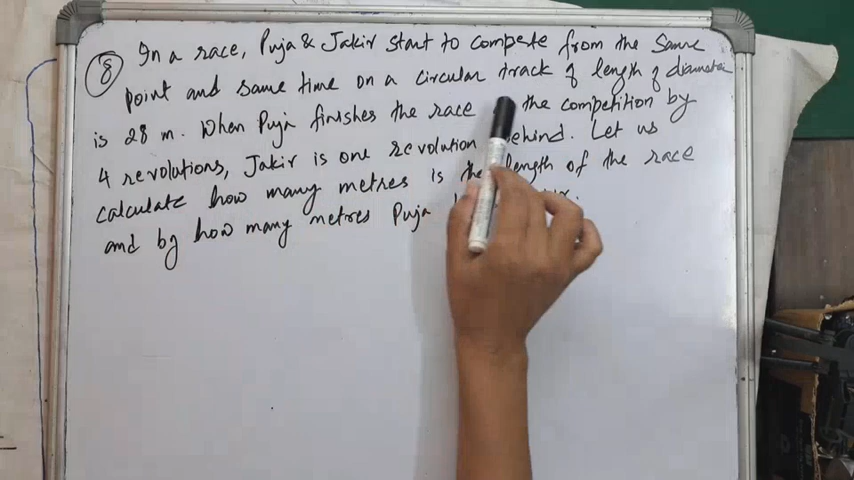 8 In a race, Puja & Jakir start to compete from the same
point and same time on a circular track of length of diameter
is 28 m. When Puja finishes the race the competition by
4 revolutions, Jakir is one revolution behind. Let us
calculate how many metres is the length of the race
and by how many metres Puja